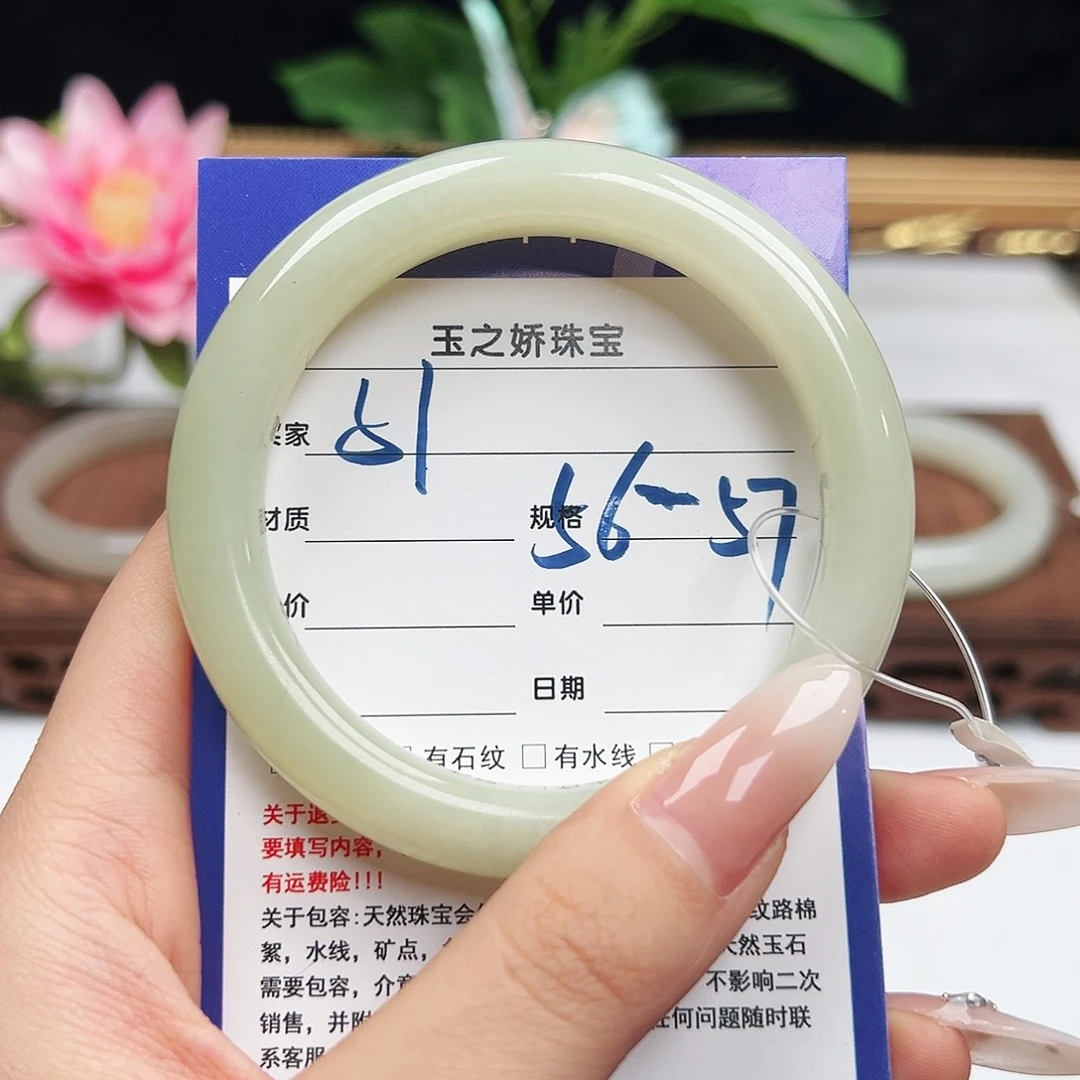 玉之娇珠宝
家 51
材质 规格 56-57
价 单价
日期
有石纹 □有水线 □
关于退
要填写内容，
有运费险!!!
关于包容:天然珠宝会 纹路棉
絮，水线，矿点， 天然玉石
需要包容，介 不影响二次
销售，并附 任何问题随时联
系客服